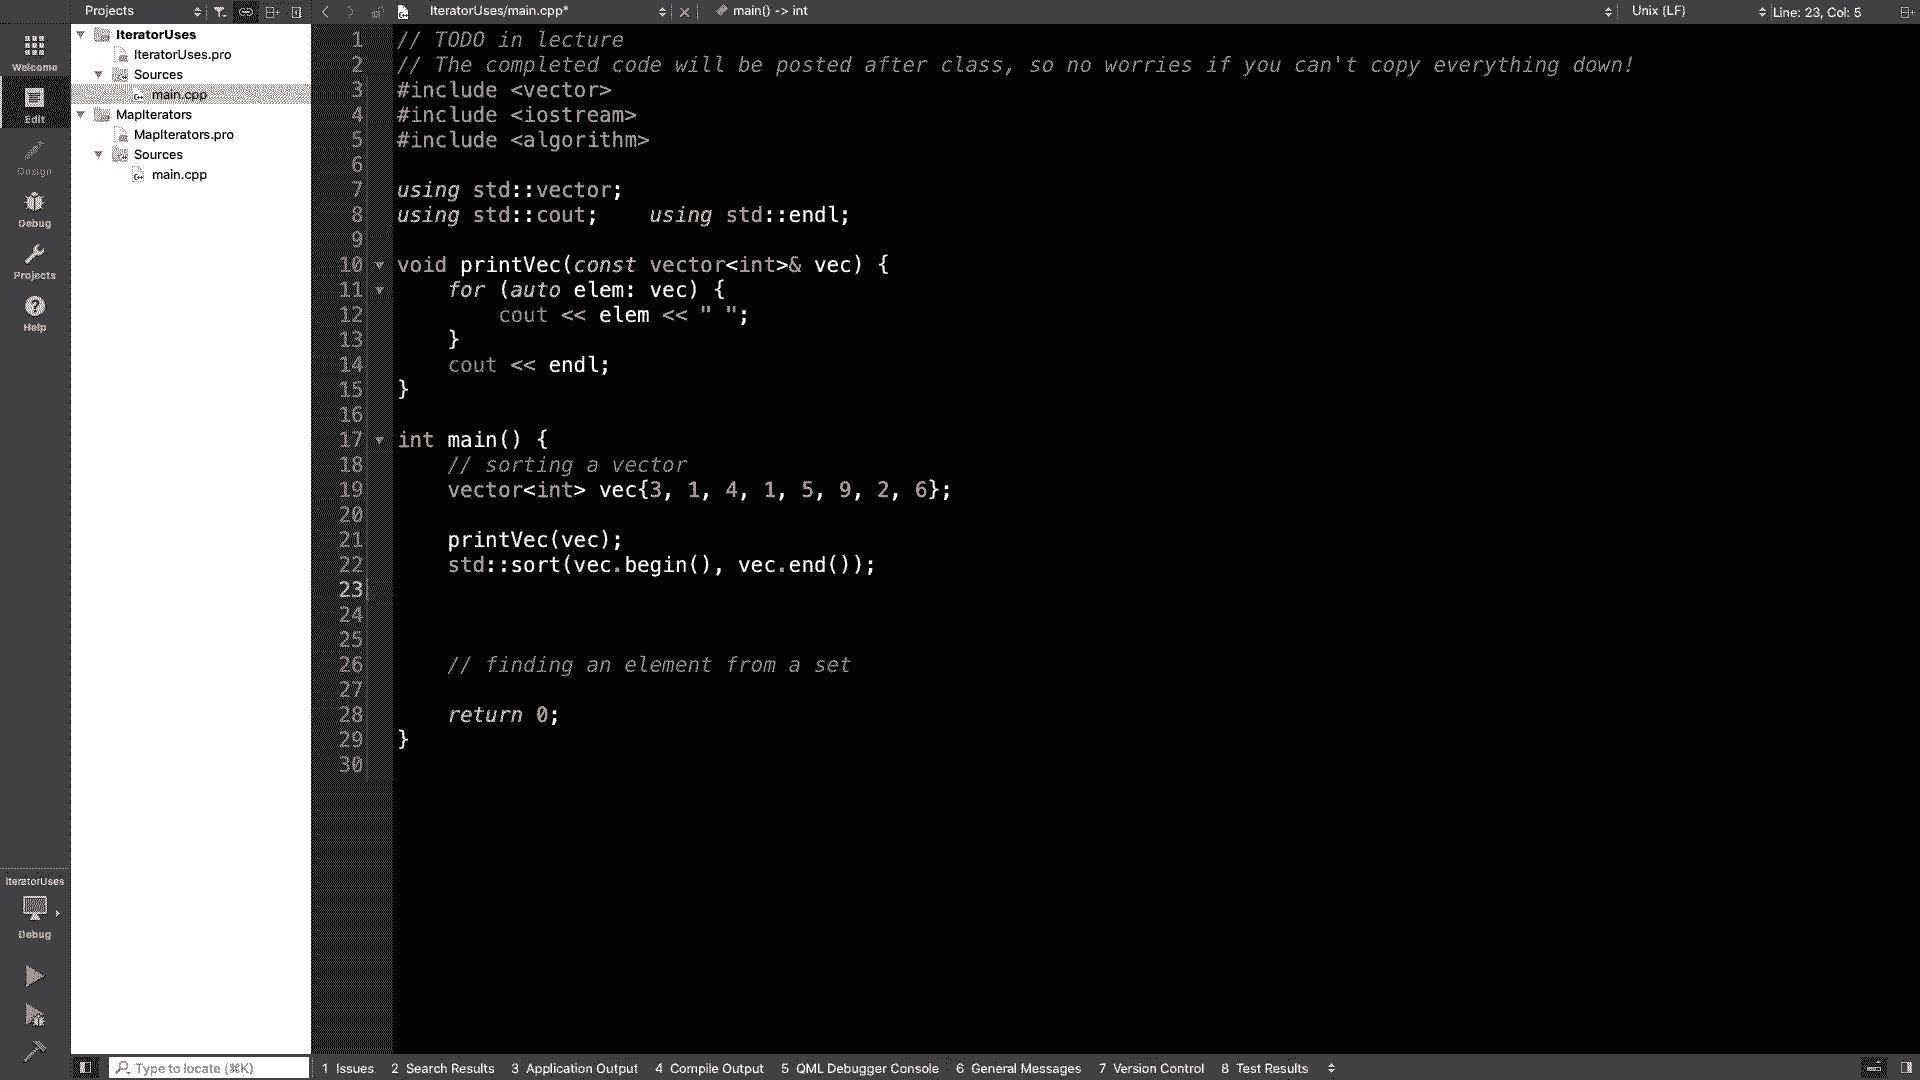 Projects
IteratorUses/main.cpp*
main() -> int
Unix (LF)
Line: 23, Col: 5
Welcome
Edit
Design
Debug
Projects
Help
IteratorUses
Debug
IteratorUses
IteratorUses.pro
Sources
main.cpp
MapIterators
MapIterators.pro
Sources
main.cpp
1 // TODO in lecture
2 // The completed code will be posted after class, so no worries if you can't copy everything down!
3 #include <vector>
4 #include <iostream>
5 #include <algorithm>
6
7 using std::vector;
8 using std::cout;    using std::endl;
9
10 void printVec(const vector<int>& vec) {
11     for (auto elem: vec) {
12         cout << elem << " ";
13     }
14     cout << endl;
15 }
16
17 int main() {
18     // sorting a vector
19     vector<int> vec{3, 1, 4, 1, 5, 9, 2, 6};
20
21     printVec(vec);
22     std::sort(vec.begin(), vec.end());
23
24
25
26     // finding an element from a set
27
28     return 0;
29 }
30
Type to locate (⌘K)
1 Issues 2 Search Results 3 Application Output 4 Compile Output 5 QML Debugger Console 6 General Messages 7 Version Control 8 Test Results